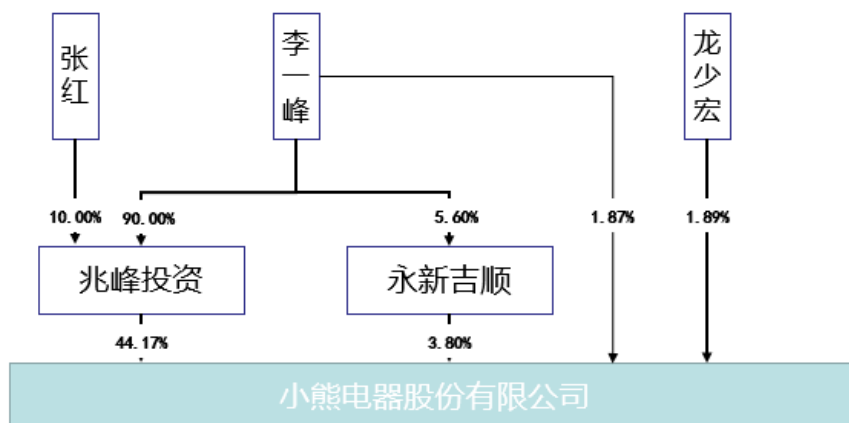 张红
李一峰
龙少宏
10.00% 90.00% 5.60% 1.87% 1.89%
兆峰投资
永新吉顺
44.17% 3.80%
小熊电器股份有限公司